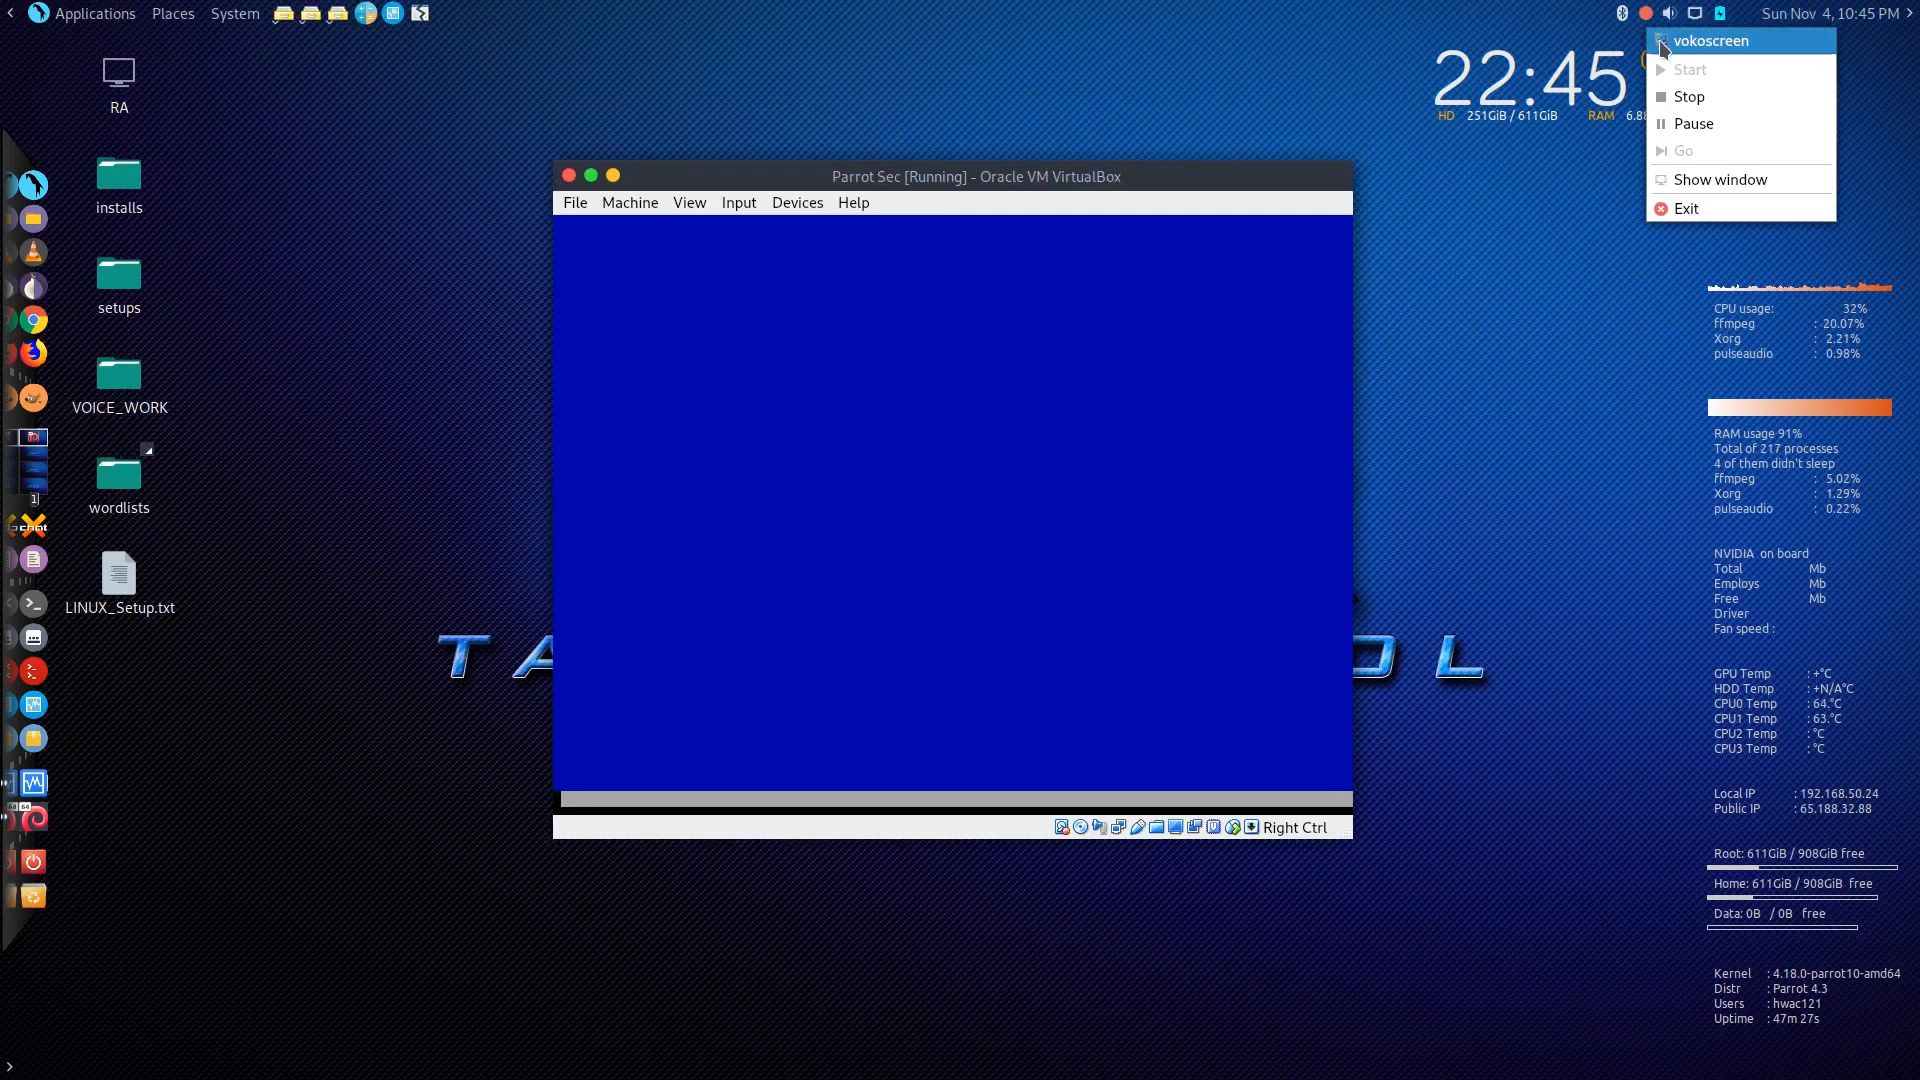 Applications Places System
Sun Nov 4, 10:45 PM
vokoscreen
Start
Stop
Pause
Go
Show window
Exit
22:45
HD 251GiB / 611GiB RAM 6.8
RA
installs
setups
VOICE_WORK
wordlists
LINUX_Setup.txt
1
Parrot Sec [Running] - Oracle VM VirtualBox
File Machine View Input Devices Help
Right Ctrl
T A
O L
CPU usage: 32%
ffmpeg : 20.07%
Xorg : 2.21%
pulseaudio : 0.98%
RAM usage 91%
Total of 217 processes
4 of them didn't sleep
ffmpeg : 5.02%
Xorg : 1.29%
pulseaudio : 0.22%
NVIDIA on board
Total Mb
Employs Mb
Free Mb
Driver
Fan speed :
GPU Temp : +°C
HDD Temp : +N/A°C
CPU0 Temp : 64.°C
CPU1 Temp : 63.°C
CPU2 Temp : °C
CPU3 Temp : °C
Local IP : 192.168.50.24
Public IP : 65.188.32.88
Root: 611GiB / 908GiB free
Home: 611GiB / 908GiB free
Data: 0B / 0B free
Kernel : 4.18.0-parrot10-amd64
Distr : Parrot 4.3
Users : hwac121
Uptime : 47m 27s